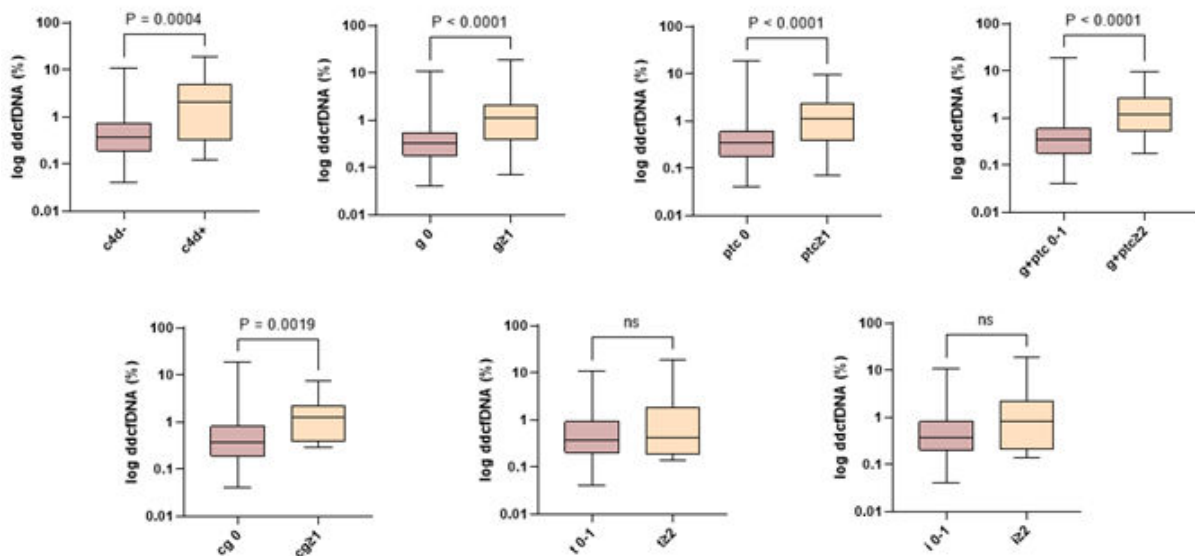 P = 0.0004
log ddcfDNA (%)
100
10
1
0.1
0.01
c4d-
c4d+
P < 0.0001
log ddcfDNA (%)
100
10
1
0.1
0.01
g 0
g≥1
P < 0.0001
log ddcfDNA (%)
100
10
1
0.1
0.01
ptc 0
ptc≥1
P < 0.0001
log ddcfDNA (%)
100
10
1
0.1
0.01
g+ptc 0-1
g+ptc≥2
P = 0.0019
log ddcfDNA (%)
100
10
1
0.1
0.01
cg 0
cg≥1
ns
log ddcfDNA (%)
100
10
1
0.1
0.01
t 0-1
t≥2
ns
log ddcfDNA (%)
100
10
1
0.1
0.01
i 0-1
i≥2